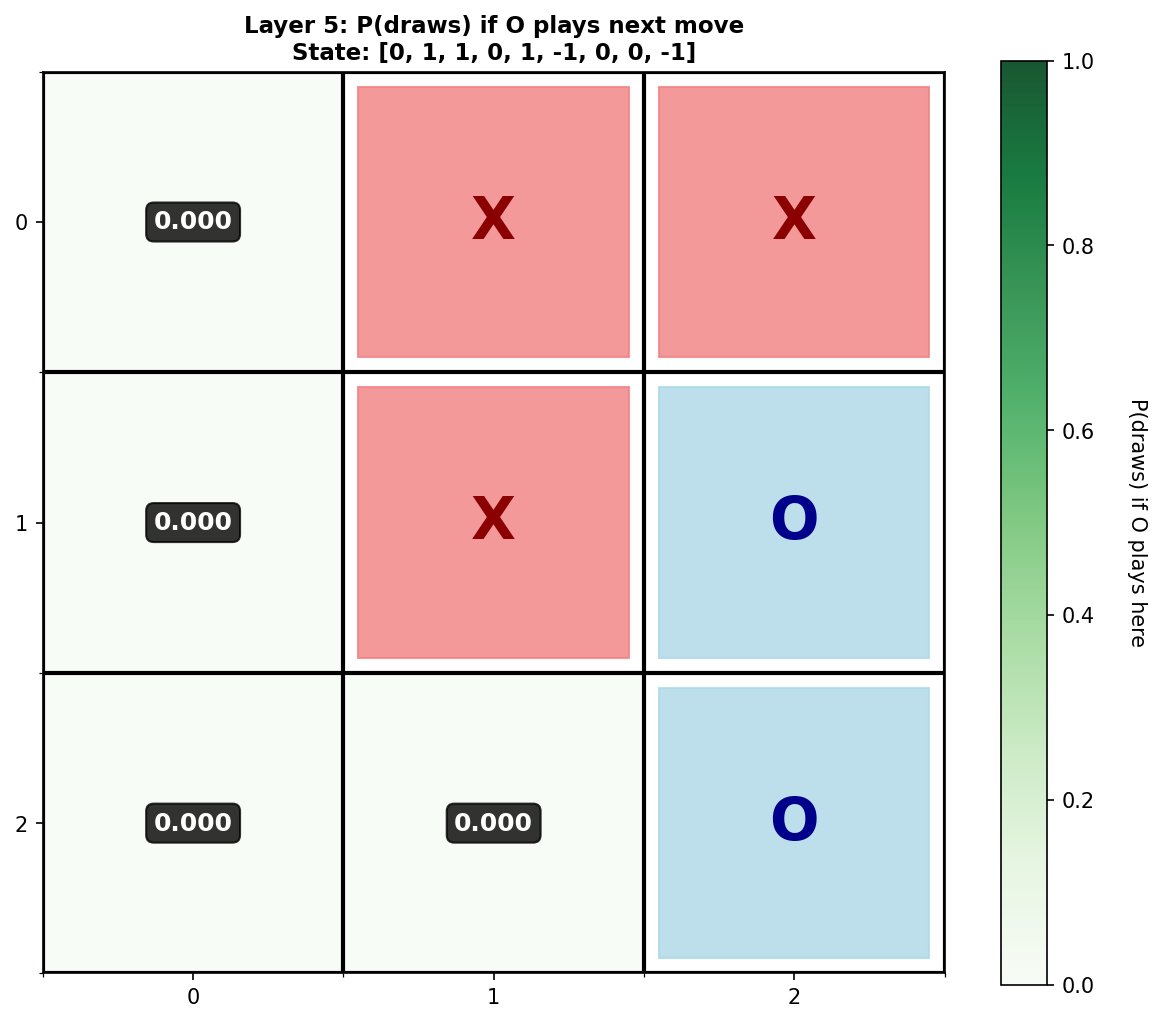 Layer 5: P(draws) if O plays next move
State: [0, 1, 1, 0, 1, -1, 0, 0, -1]
0
0.000
X
X
1
0.000
X
O
2
0.000
0.000
O
0
1
2
1.0
0.8
0.6
0.4
0.2
0.0
P(draws) if O plays here